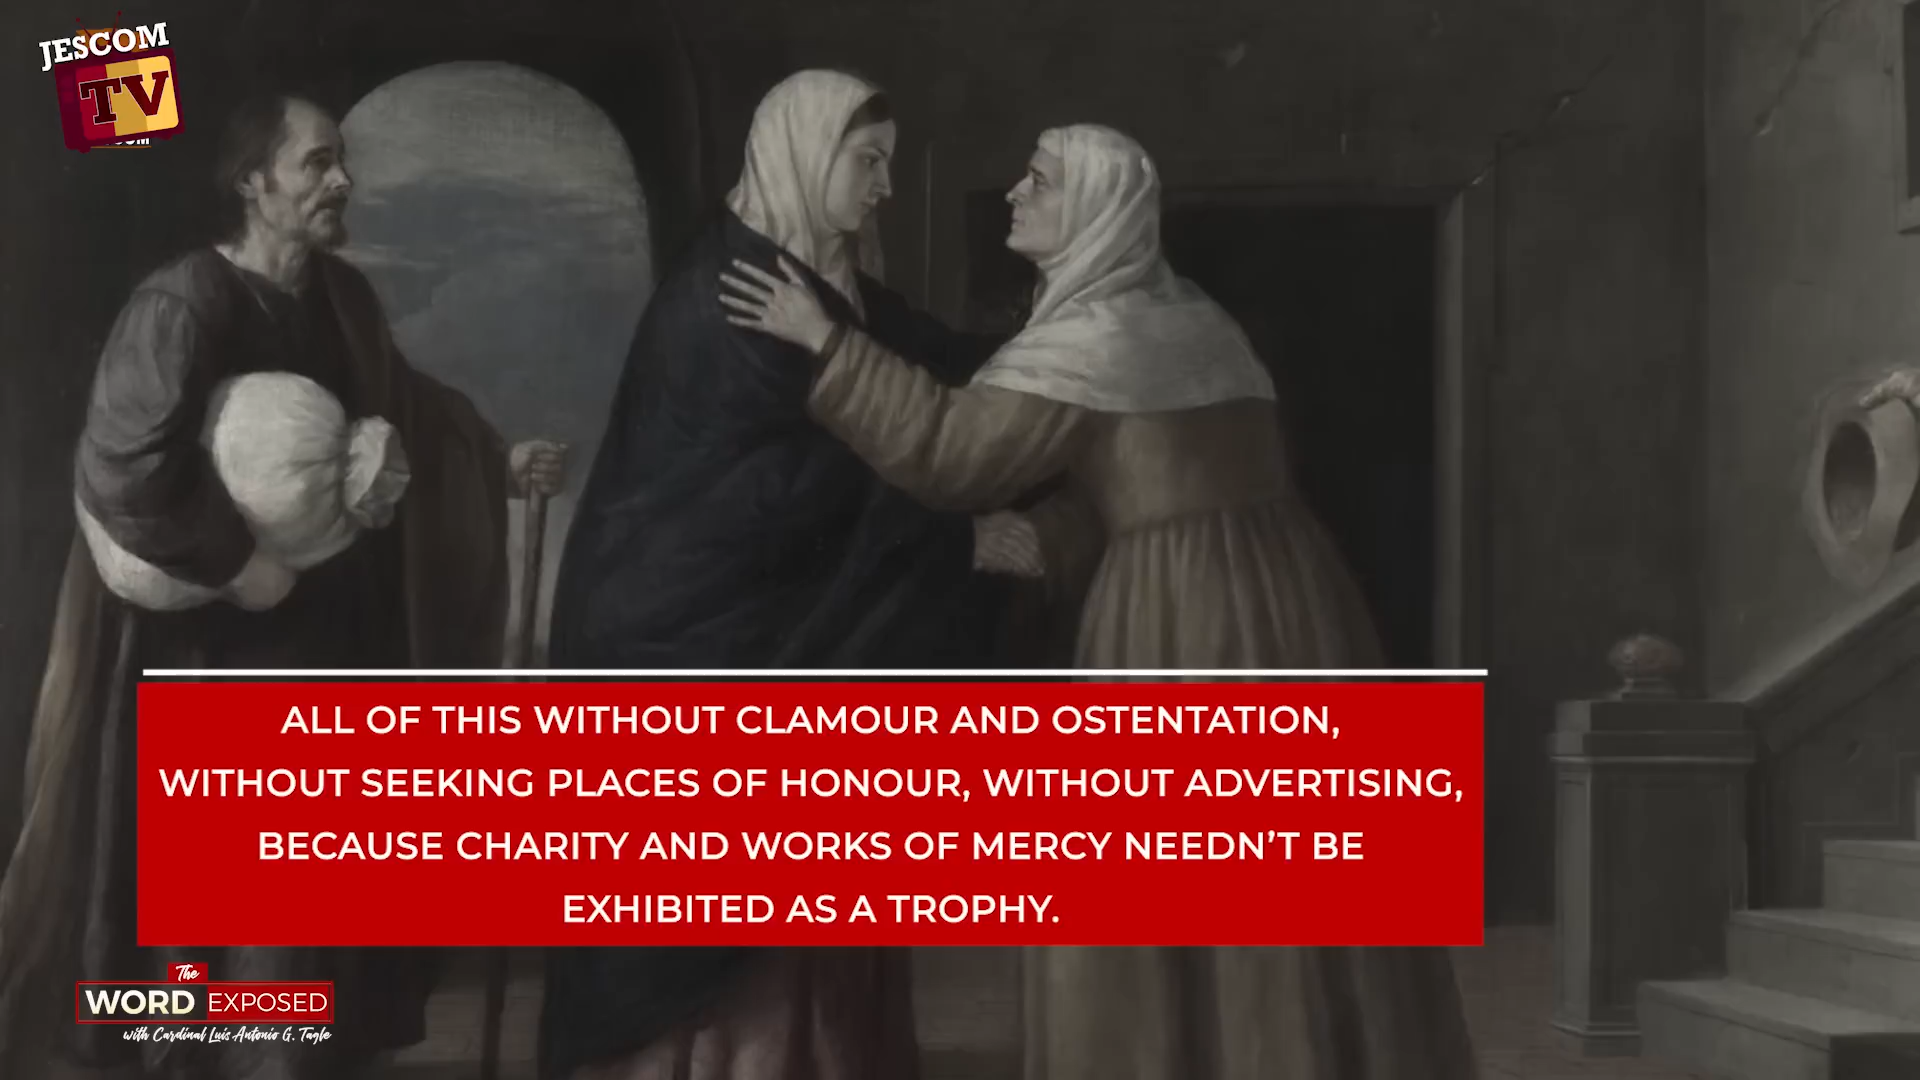 JESCOM
TV
ALL OF THIS WITHOUT CLAMOUR AND OSTENTATION,
WITHOUT SEEKING PLACES OF HONOUR, WITHOUT ADVERTISING,
BECAUSE CHARITY AND WORKS OF MERCY NEEDN’T BE
EXHIBITED AS A TROPHY.
The
WORD EXPOSED
with Cardinal Luis Antonio G. Tagle